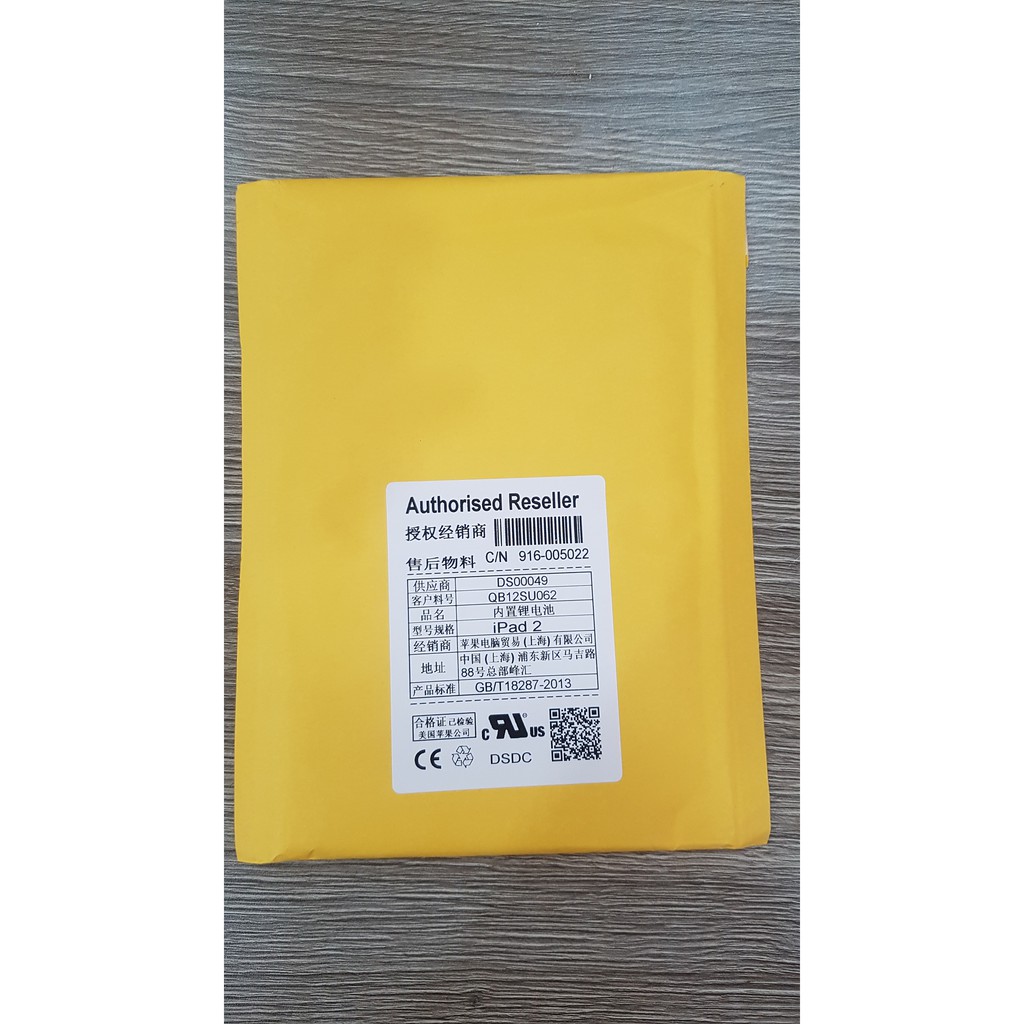 Authorised Reseller
授权经销商
售后物料 C/N 916-005022
供应商 DS00049
客户料号 QB12SU062
品名 内置锂电池
型号规格 iPad 2
经销商 苹果电脑贸易(上海)有限公司
地址 中国(上海)浦东新区马吉路
88号总部峰汇
产品标准 GB/T18287-2013
合格证 已检验
美国苹果公司
c RU ® US
CE DSDC